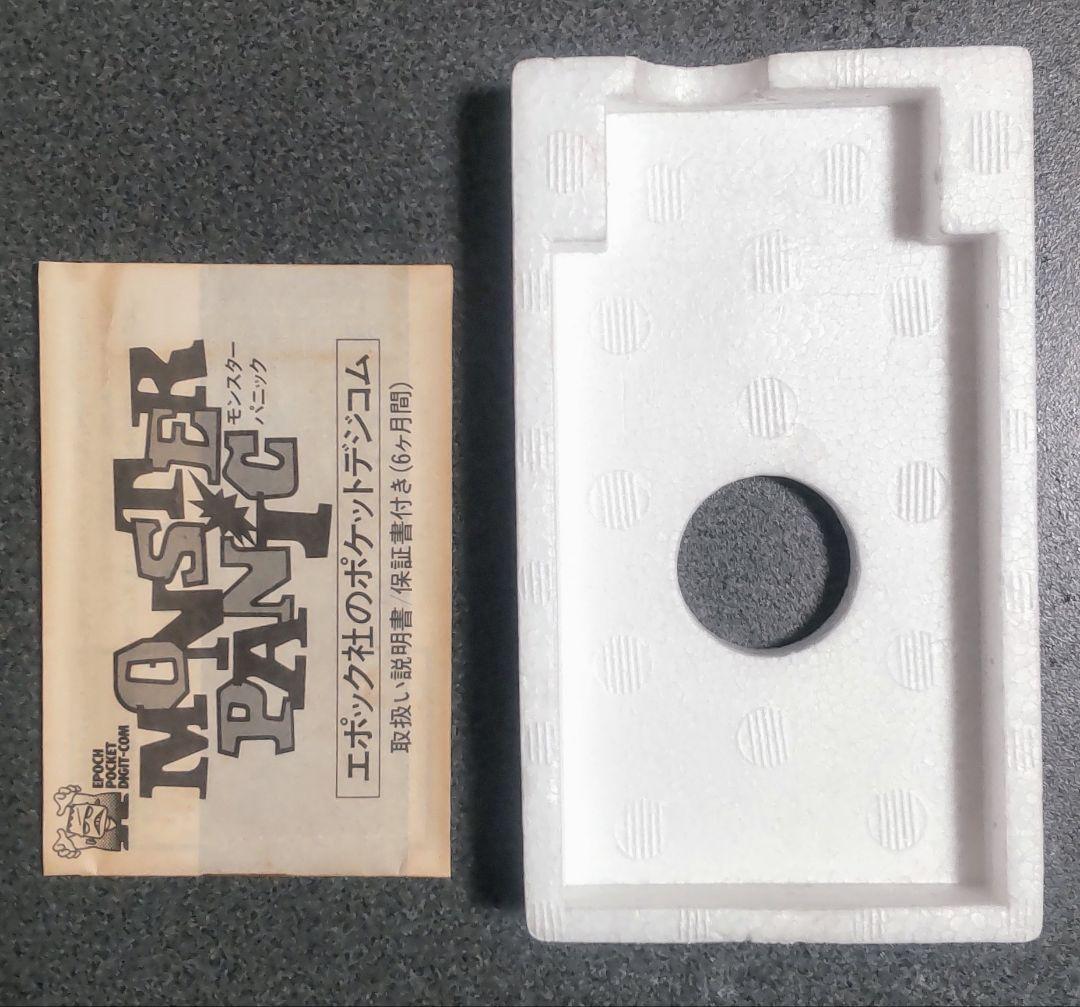 EPOCH
POCKET
DIGIT-COM
MONSTER
PANIC
モンスター
パニック
エポック社のポケットデジコム
取扱い説明書/保証書付き(6ヶ月間)